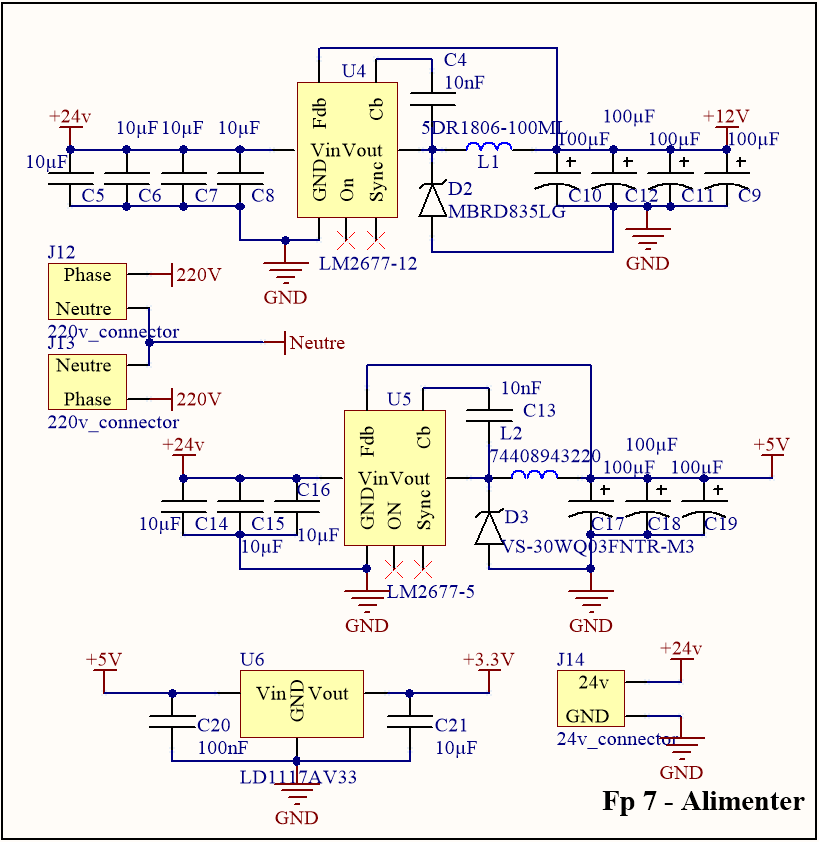 C4
10nF
U4
Fdb
Cb
Vin
Vout
GND
On
Sync
LM2677-12
+24v
10µF
10µF
10µF
10µF
C5
C6
C7
C8
GND
5DR1806-100ML
L1
D2
MBRD835LG
100µF
100µF
100µF
100µF
+12V
C10
C12
C11
C9
GND
J12
Phase
Neutre
220v_connector
220V
J13
Neutre
Phase
220v_connector
220V
Neutre
U5
Fdb
Cb
Vin
Vout
GND
ON
Sync
LM2677-5
10nF
C13
L2
74408943220
+24v
C16
10µF
C14
C15
10µF
10µF
GND
D3
VS-30WQ03FNTR-M3
100µF
100µF
100µF
+5V
C17
C18
C19
GND
+5V
U6
Vin
GND
Vout
LD1117AV33
+3.3V
C20
100nF
C21
10µF
GND
J14
24v
GND
24v_connector
+24v
GND
Fp 7 - Alimenter